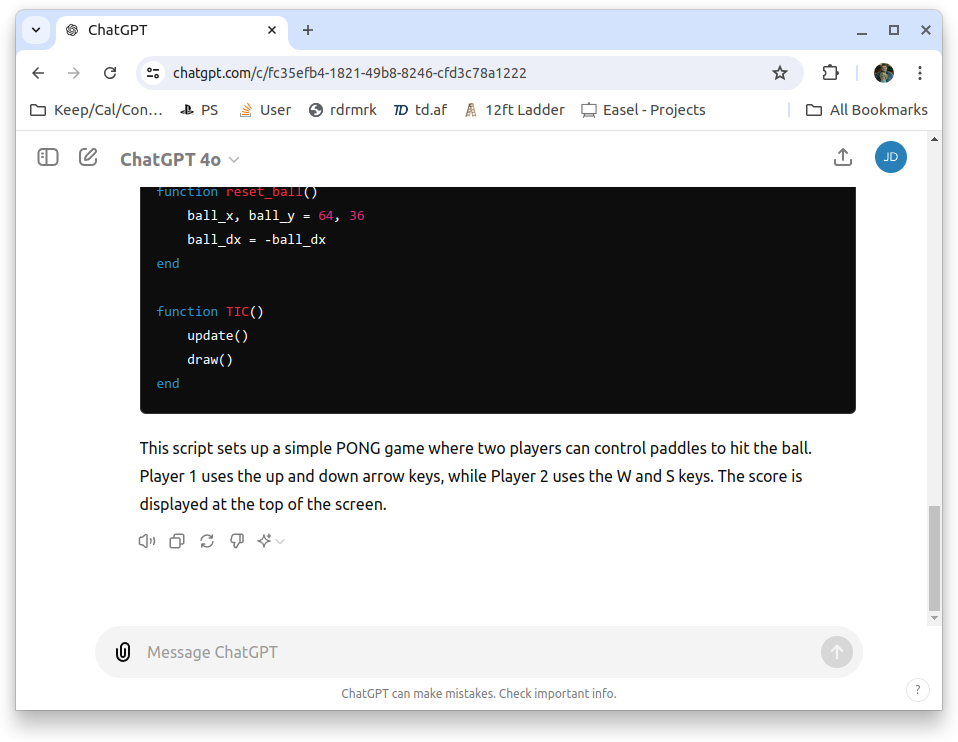 ChatGPT
chatgpt.com/c/fc35efb4-1821-49b8-8246-cfd3c78a1222
Keep/Cal/Con... PS User rdrmrk TD td.af 12ft Ladder Easel - Projects All Bookmarks
ChatGPT 4o JD
function reset_ball()
ball_x, ball_y = 64, 36
ball_dx = -ball_dx
end
function TIC()
update()
draw()
end
This script sets up a simple PONG game where two players can control paddles to hit the ball.
Player 1 uses the up and down arrow keys, while Player 2 uses the W and S keys. The score is
displayed at the top of the screen.
Message ChatGPT
ChatGPT can make mistakes. Check important info.
?